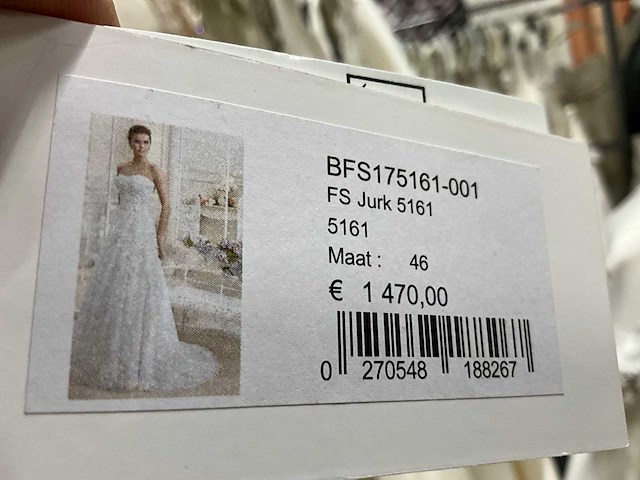 BFS175161-001
FS Jurk 5161
5161
Maat : 46
€ 1 470,00
0 270548 188267